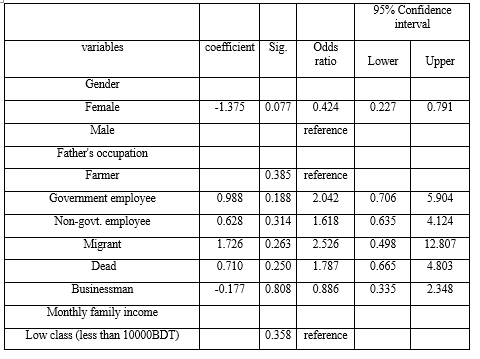 95% Confidence
interval
variables coefficient Sig. Odds
ratio Lower Upper
Gender
Female -1.375 0.077 0.424 0.227 0.791
Male reference
Father's occupation
Farmer 0.385 reference
Government employee 0.988 0.188 2.042 0.706 5.904
Non-govt. employee 0.628 0.314 1.618 0.635 4.124
Migrant 1.726 0.263 2.526 0.498 12.807
Dead 0.710 0.250 1.787 0.665 4.803
Businessman -0.177 0.808 0.886 0.335 2.348
Monthly family income
Low class (less than 10000BDT) 0.358 reference